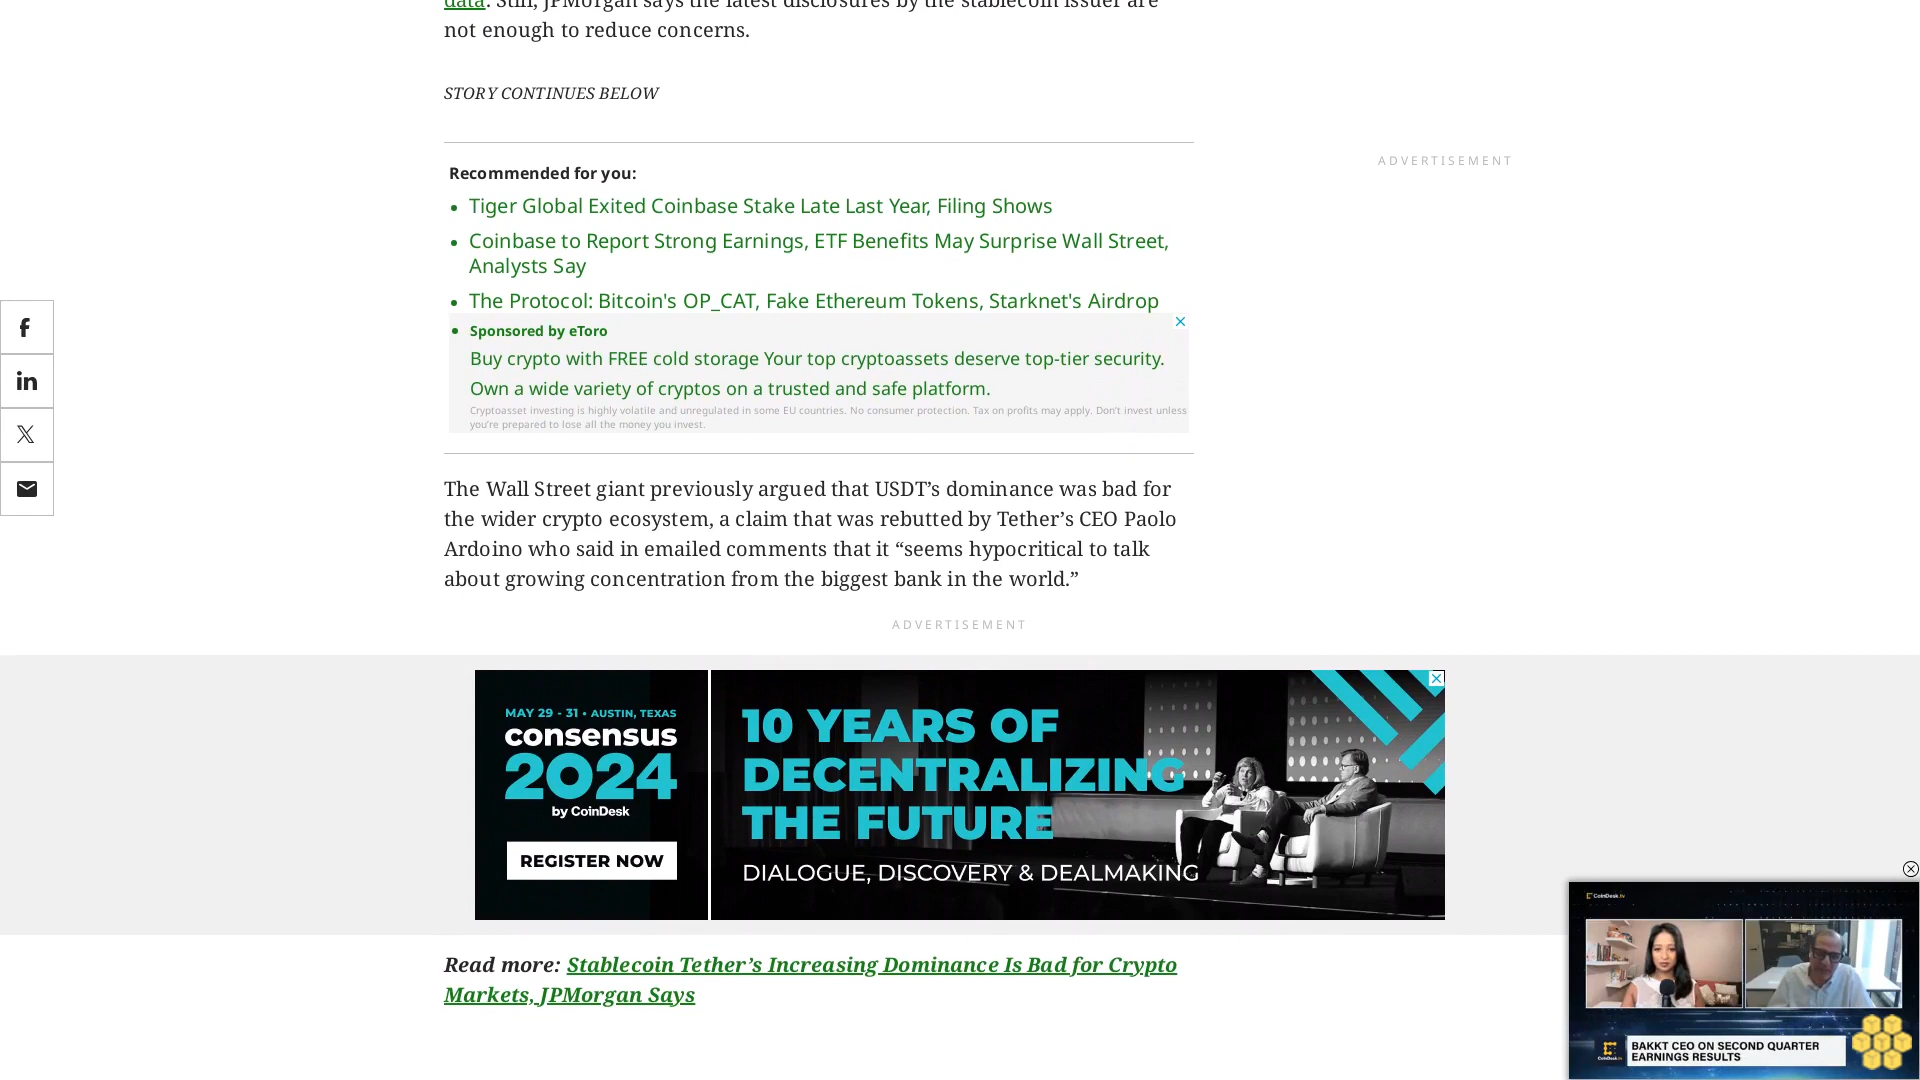 data. Still, JPMorgan says the latest disclosures by the stablecoin issuer are
not enough to reduce concerns.
STORY CONTINUES BELOW
Recommended for you:
• Tiger Global Exited Coinbase Stake Late Last Year, Filing Shows
• Coinbase to Report Strong Earnings, ETF Benefits May Surprise Wall Street,
Analysts Say
• The Protocol: Bitcoin's OP_CAT, Fake Ethereum Tokens, Starknet's Airdrop
• Sponsored by eToro
Buy crypto with FREE cold storage Your top cryptoassets deserve top-tier security.
Own a wide variety of cryptos on a trusted and safe platform.
Cryptoasset investing is highly volatile and unregulated in some EU countries. No consumer protection. Tax on profits may apply. Don’t invest unless
you’re prepared to lose all the money you invest.
ADVERTISEMENT
The Wall Street giant previously argued that USDT’s dominance was bad for
the wider crypto ecosystem, a claim that was rebutted by Tether’s CEO Paolo
Ardoino who said in emailed comments that it “seems hypocritical to talk
about growing concentration from the biggest bank in the world.”
ADVERTISEMENT
MAY 29 - 31 • AUSTIN, TEXAS
consensus
2024
by CoinDesk
REGISTER NOW
10 YEARS OF
DECENTRALIZING
THE FUTURE
DIALOGUE, DISCOVERY & DEALMAKING
Read more: Stablecoin Tether’s Increasing Dominance Is Bad for Crypto
Markets, JPMorgan Says
CoinDesk.tv
CoinDesk.tv
BAKKT CEO ON SECOND QUARTER
EARNINGS RESULTS